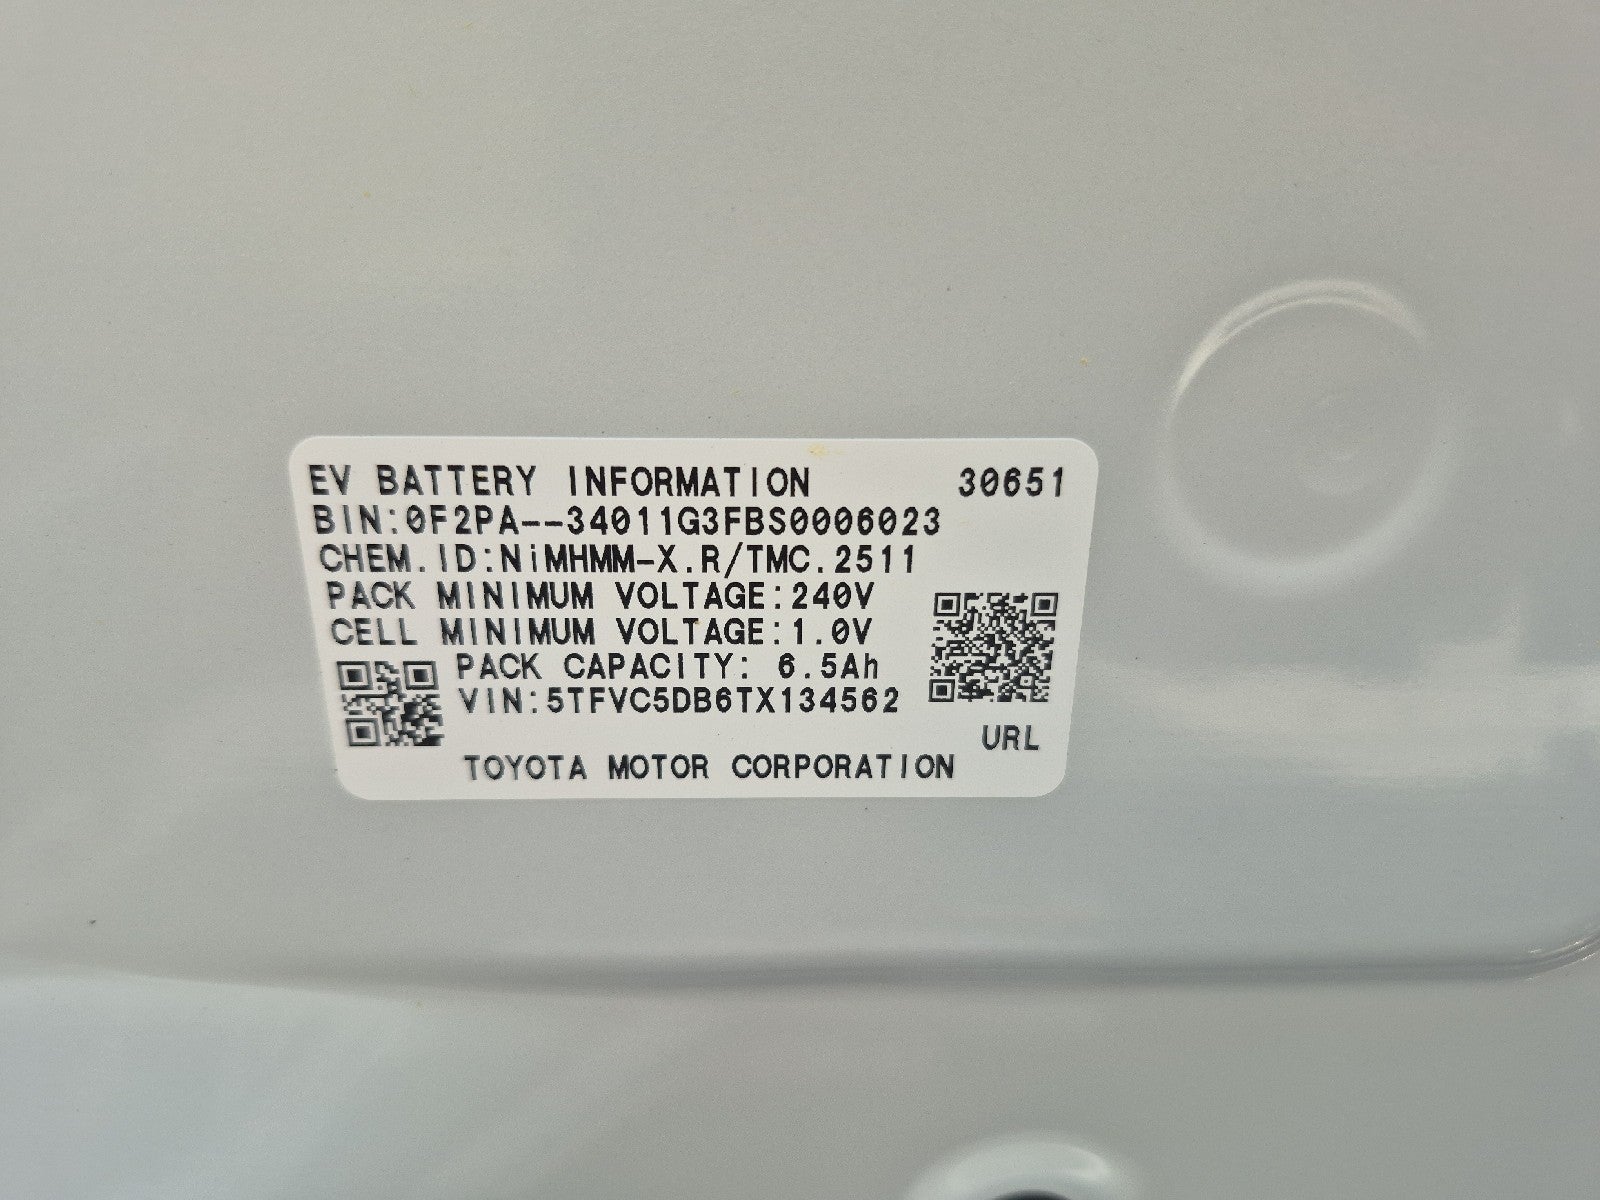 EV BATTERY INFORMATION 30651
BIN:0F2PA--34011G3FBS0006023
CHEM.ID:NiMHMM-X.R/TMC.2511
PACK MINIMUM VOLTAGE:240V
CELL MINIMUM VOLTAGE:1.0V
PACK CAPACITY: 6.5Ah
VIN:5TFVC5DB6TX134562
URL
TOYOTA MOTOR CORPORATION